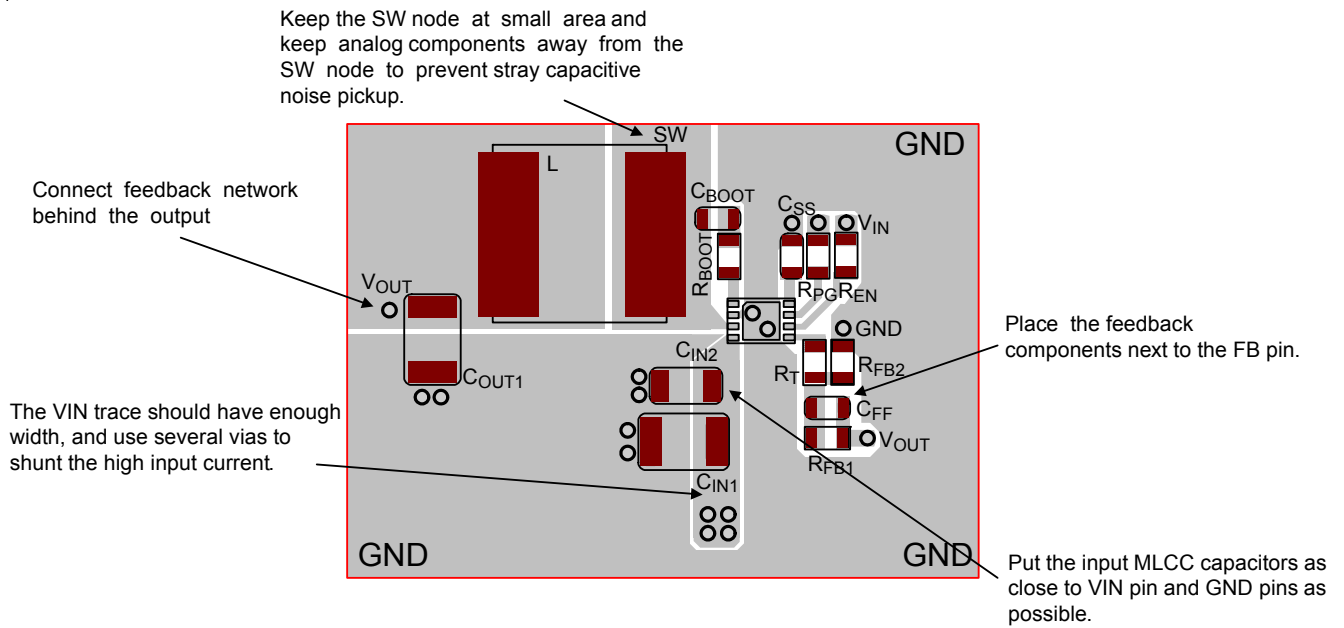 Keep the SW node at small area and
keep analog components away from the
SW node to prevent stray capacitive
noise pickup.
SW
GND
L
Connect feedback network
behind the output
CBOOT
CSS
VIN
RBOOT
RPG
REN
VOUT
GND
Place the feedback
components next to the FB pin.
CIN2
RT
RFB2
COUT1
The VIN trace should have enough
width, and use several vias to
shunt the high input current.
CFF
VOUT
RFB1
CIN1
GND
GND
Put the input MLCC capacitors as
close to VIN pin and GND pins as
possible.